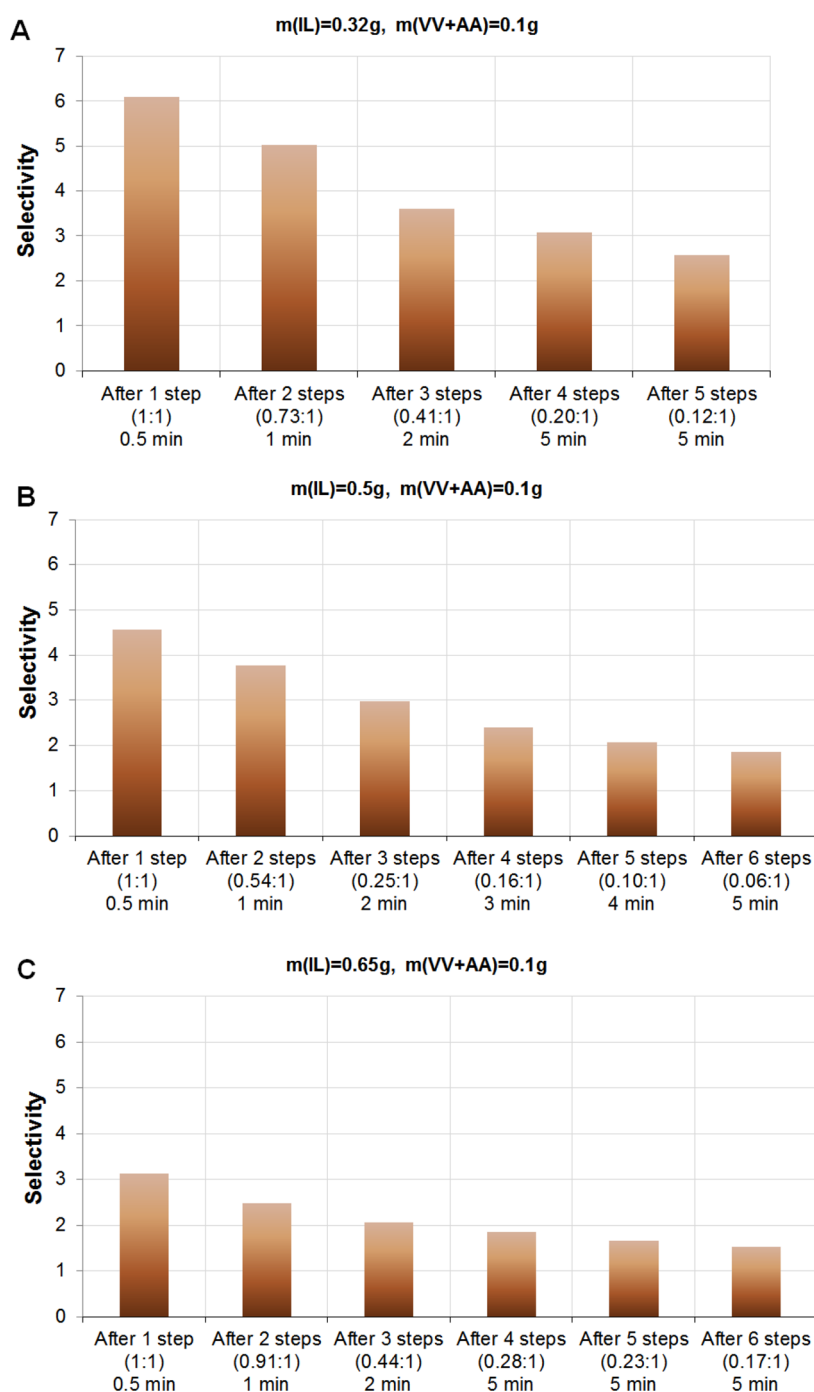 A
m(IL)=0.32g, m(VV+AA)=0.1g
Selectivity
7
6
5
4
3
2
1
0
After 1 step After 2 steps After 3 steps After 4 steps After 5 steps
(1:1) (0.73:1) (0.41:1) (0.20:1) (0.12:1)
0.5 min 1 min 2 min 5 min 5 min
B
m(IL)=0.5g, m(VV+AA)=0.1g
Selectivity
7
6
5
4
3
2
1
0
After 1 step After 2 steps After 3 steps After 4 steps After 5 steps After 6 steps
(1:1) (0.54:1) (0.25:1) (0.16:1) (0.10:1) (0.06:1)
0.5 min 1 min 2 min 3 min 4 min 5 min
C
m(IL)=0.65g, m(VV+AA)=0.1g
Selectivity
7
6
5
4
3
2
1
0
After 1 step After 2 steps After 3 steps After 4 steps After 5 steps After 6 steps
(1:1) (0.91:1) (0.44:1) (0.28:1) (0.23:1) (0.17:1)
0.5 min 1 min 2 min 5 min 5 min 5 min